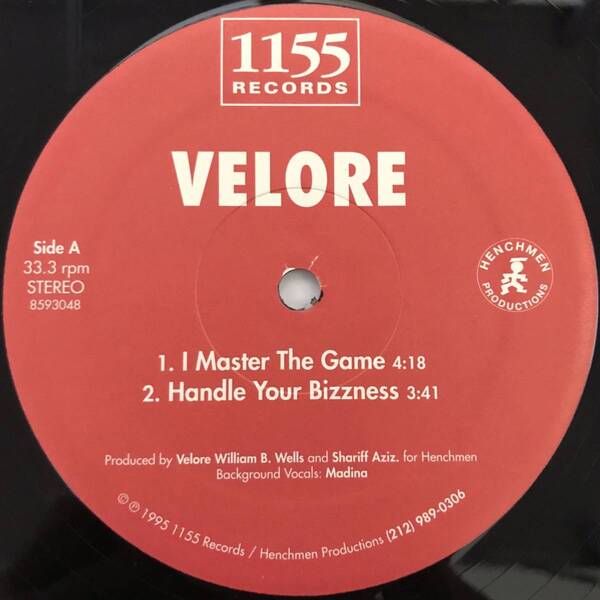 1155
RECORDS
VELORE
Side A
33.3 rpm
STEREO
8593048
HENCHMEN
PRODUCTIONS
1. I Master The Game 4:18
2. Handle Your Bizzness 3:41
Produced by Velore William B. Wells and Shariff Aziz. for Henchmen
Background Vocals: Madina
© ℗ 1995 1155 Records / Henchmen Productions (212) 989-0306